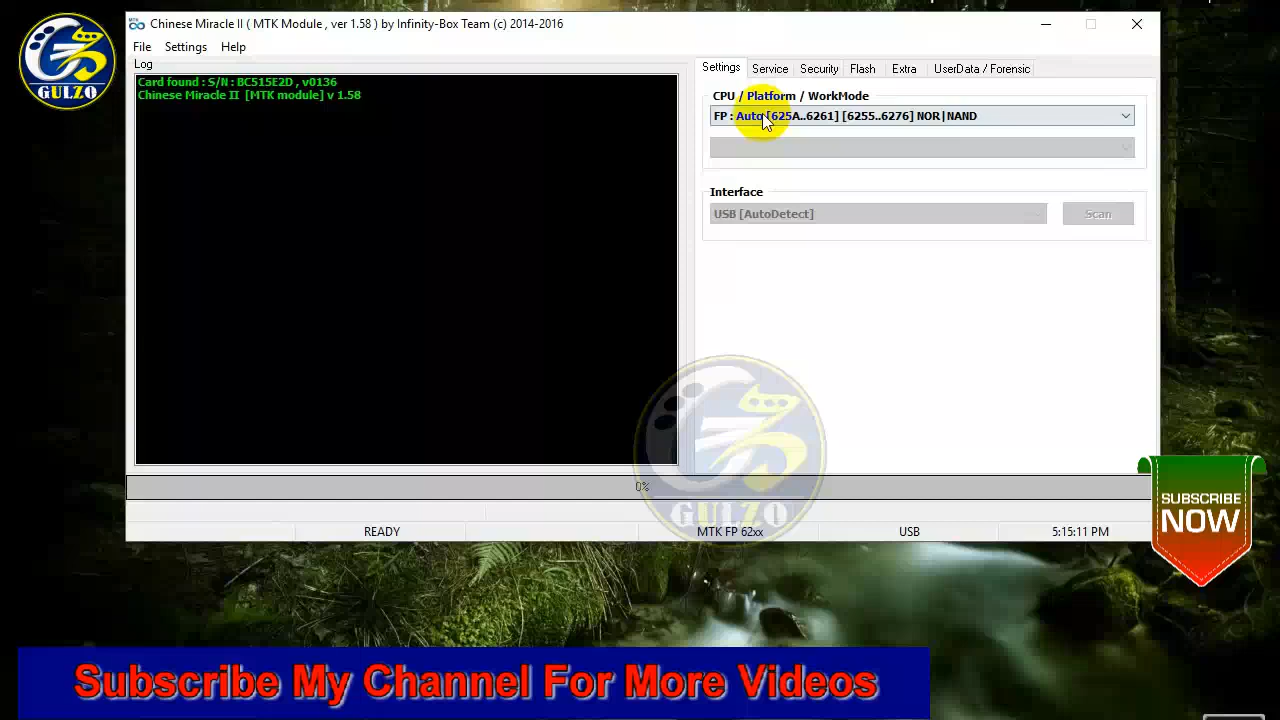 GULZO
MTK
Chinese Miracle II ( MTK Module , ver 1.58 ) by Infinity-Box Team (c) 2014-2016
File Settings Help
Log
Card found : S/N : BC515E2D , v0136
Chinese Miracle II [MTK module] v 1.58
Settings Service Security Flash Extra UserData / Forensic
CPU / Platform / WorkMode
FP : Auto [625A..6261] [6255..6276] NOR|NAND
Interface
USB [AutoDetect] Scan
0%
GULZO
READY MTK FP 62xx USB 5:15:11 PM
SUBSCRIBE
NOW
Subscribe My Channel For More Videos